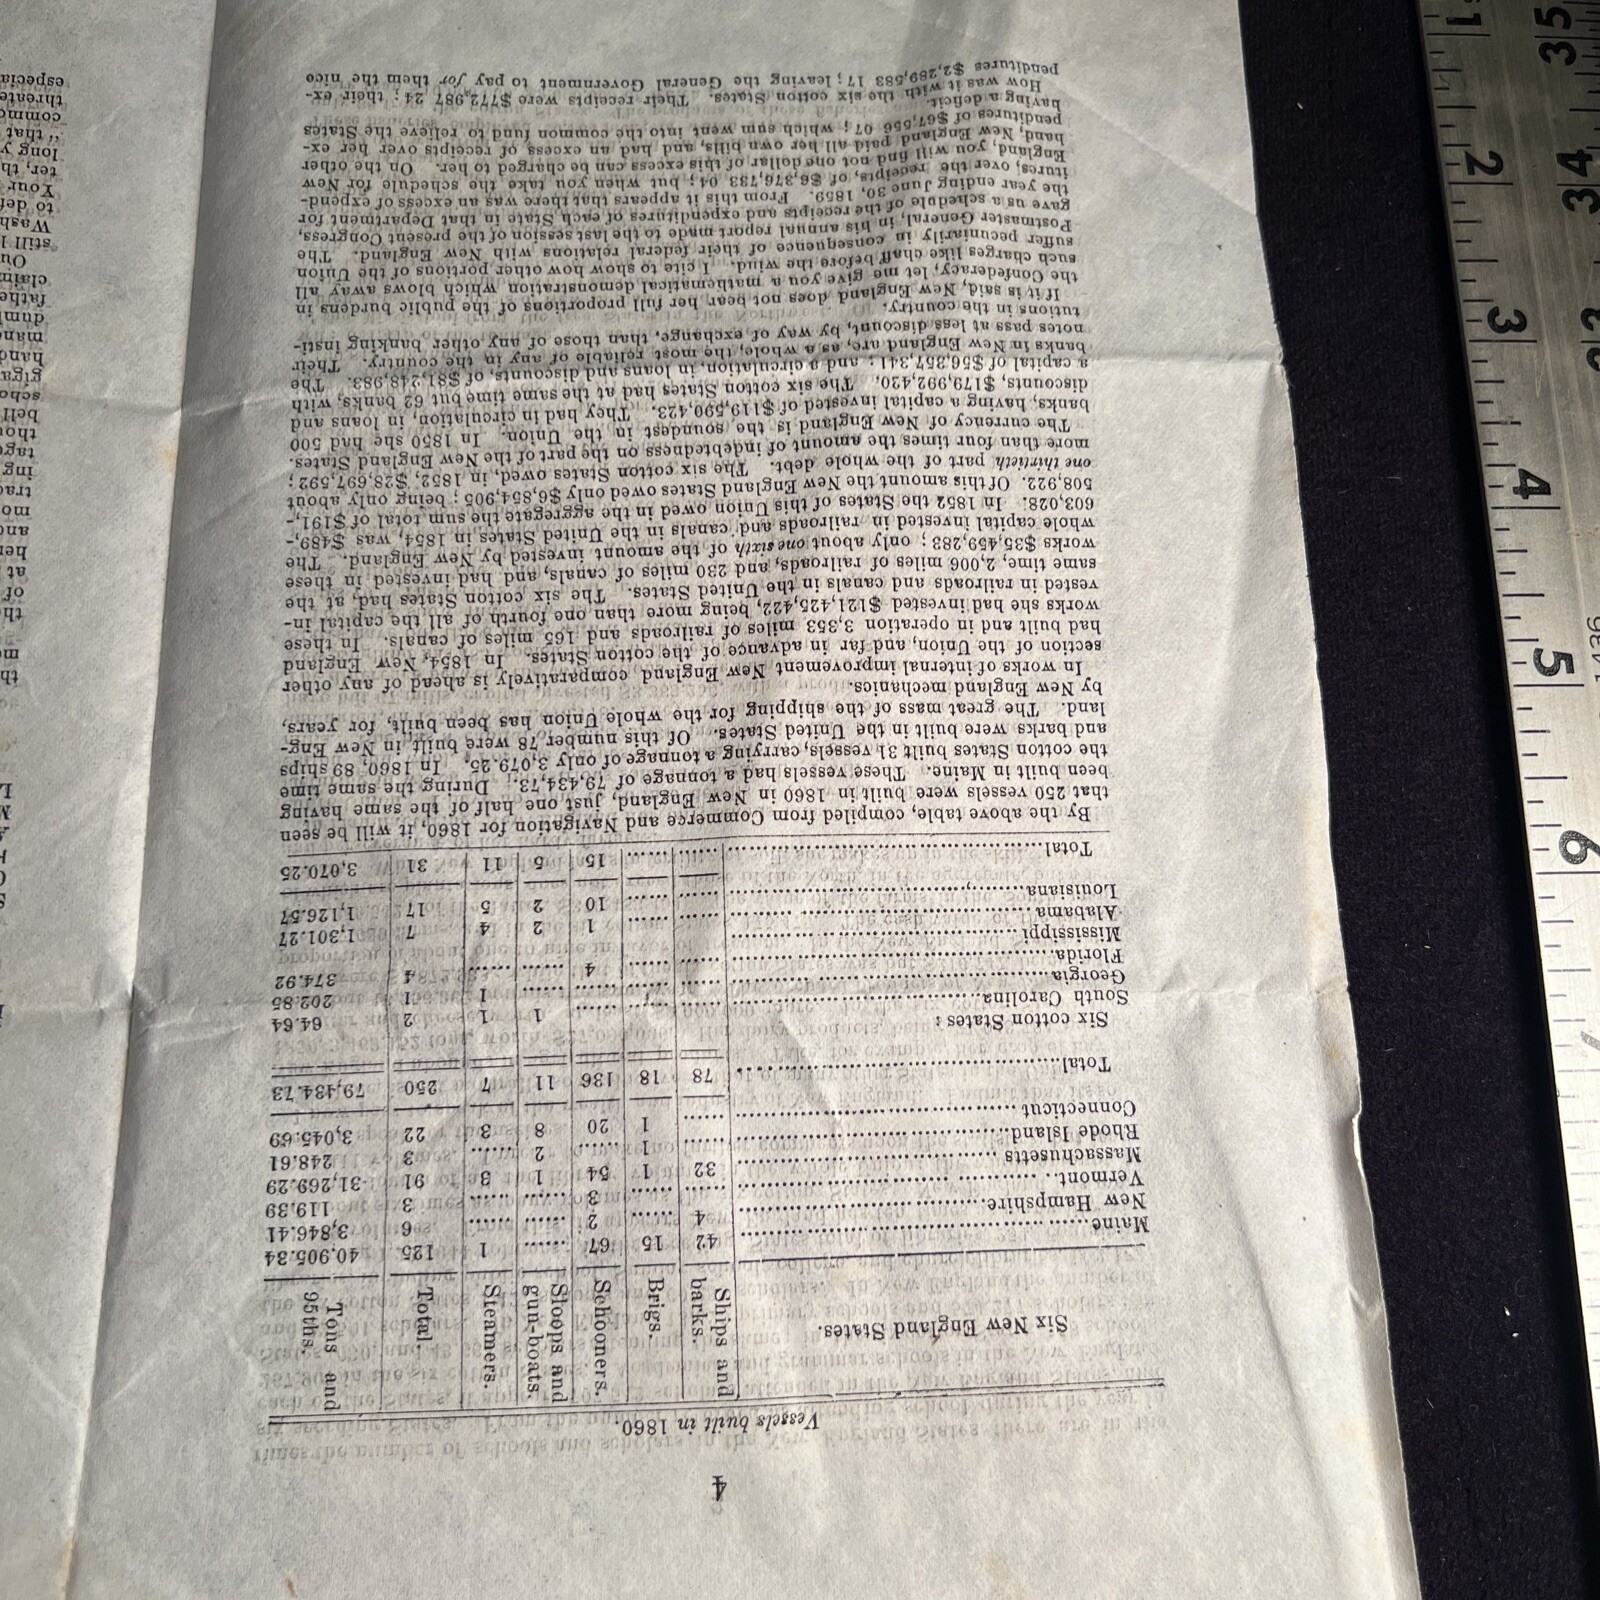 4
Vessels built in 1860.
Six New England States. Ships and barks. Brigs. Schooners. Sloops and gun-boats. Steamers. Total. Tons and 95ths.
Maine 42 15 67 ...... 1 125 40,905.34
New Hampshire 4 ...... 2 ...... ...... 6 3,846.41
Vermont ...... ...... 3 ...... ...... 3 119.39
Massachusetts 32 1 54 1 3 91 31,269.29
Rhode Island ...... 1 ...... 2 ...... 3 248.61
Connecticut ...... 1 20 8 3 22 3,045.69
Total 78 18 136 11 7 250 79,434.73
Six cotton States:
South Carolina ...... ...... ...... 1 1 2 64.64
Georgia ...... ...... ...... ...... 1 1 202.85
Florida ...... ...... 4 ...... ...... 4 374.92
Mississippi
Alabama ...... ...... 1 2 4 7 1,301.27
Louisiana ...... ...... 10 2 5 17 1,126.57
Total ...... ...... 15 5 11 31 3,070.25
By the above table, compiled from Commerce and Navigation for 1860, it will be seen
that 250 vessels were built in 1860 in New England, just one half of the same having
been built in Maine. These vessels had a tonnage of 79,434,73. During the same time
the cotton States built 31 vessels, carrying a tonnage of only 3,079.25. In 1860, 89 ships
and barks were built in the United States. Of this number 78 were built in New Eng-
land. The great mass of the shipping for the whole Union has been built, for years,
by New England mechanics.
In works of internal improvement New England comparatively is ahead of any other
section of the Union, and far in advance of the cotton States. In 1854, New England
had built and in operation 3,353 miles of railroads and 165 miles of canals. In these
works she had invested $121,425,422, being more than one fourth of all the capital in-
vested in railroads and canals in the United States. The six cotton States had, at the
same time, 2,006 miles of railroads, and 230 miles of canals, and had invested in these
works $35,459,283; only about one sixth of the amount invested by New England. The
whole capital invested in railroads and canals in the United States in 1854, was $489,-
603,028. In 1852 the States of this Union owed in the aggregate the sum total of $191,-
508,922. Of this amount the New England States owed only $6,854,905; being only about
one thirtieth part of the whole debt. The six cotton States owed, in 1852, $28,697,592;
more than four times the amount of indebtedness on the part of the New England States.
The currency of New England is the soundest in the Union. In 1850 she had 500
banks, having a capital invested of $119,590,423. They had in circulation, in loans and
discounts, $179,992,420. The six cotton States had at the same time but 62 banks, with
a capital of $56,357,341; and a circulation, in loans and discounts, of $81,248,983. The
banks in New England are, as a whole, the most reliable of any in the country. Their
notes pass at less discount, by way of exchange, than those of any other banking insti-
tutions in the country.
If it is said, New England does not bear her full proportions of the public burdens in
the Confederacy, let me give you a mathematical demonstration which blows away all
such charges like chaff before the wind. I cite to show how other portions of the Union
suffer pecuniarily in consequence of their federal relations with New England. The
Postmaster General, in his annual report made to the last session of the present Congress,
gave us a schedule of the receipts and expenditures of each State in that Department for
the year ending June 30, 1859. From this it appears that there was an excess of expend-
itures, over the receipts, of $6,376,733 04; but when you take the schedule for New
England, you will find not one dollar of this excess can be charged to her. On the other
hand, New England paid all her own bills, and had an excess of receipts over her ex-
penditures of $67,556 07; which sum went into the common fund to relieve the States
having a deficit.
How was it with the six cotton States. Their receipts were $772,987 24; their ex-
penditures $2,289,583 17; leaving the General Government to pay for them the nice
1 2 3 4 5 6
35 34